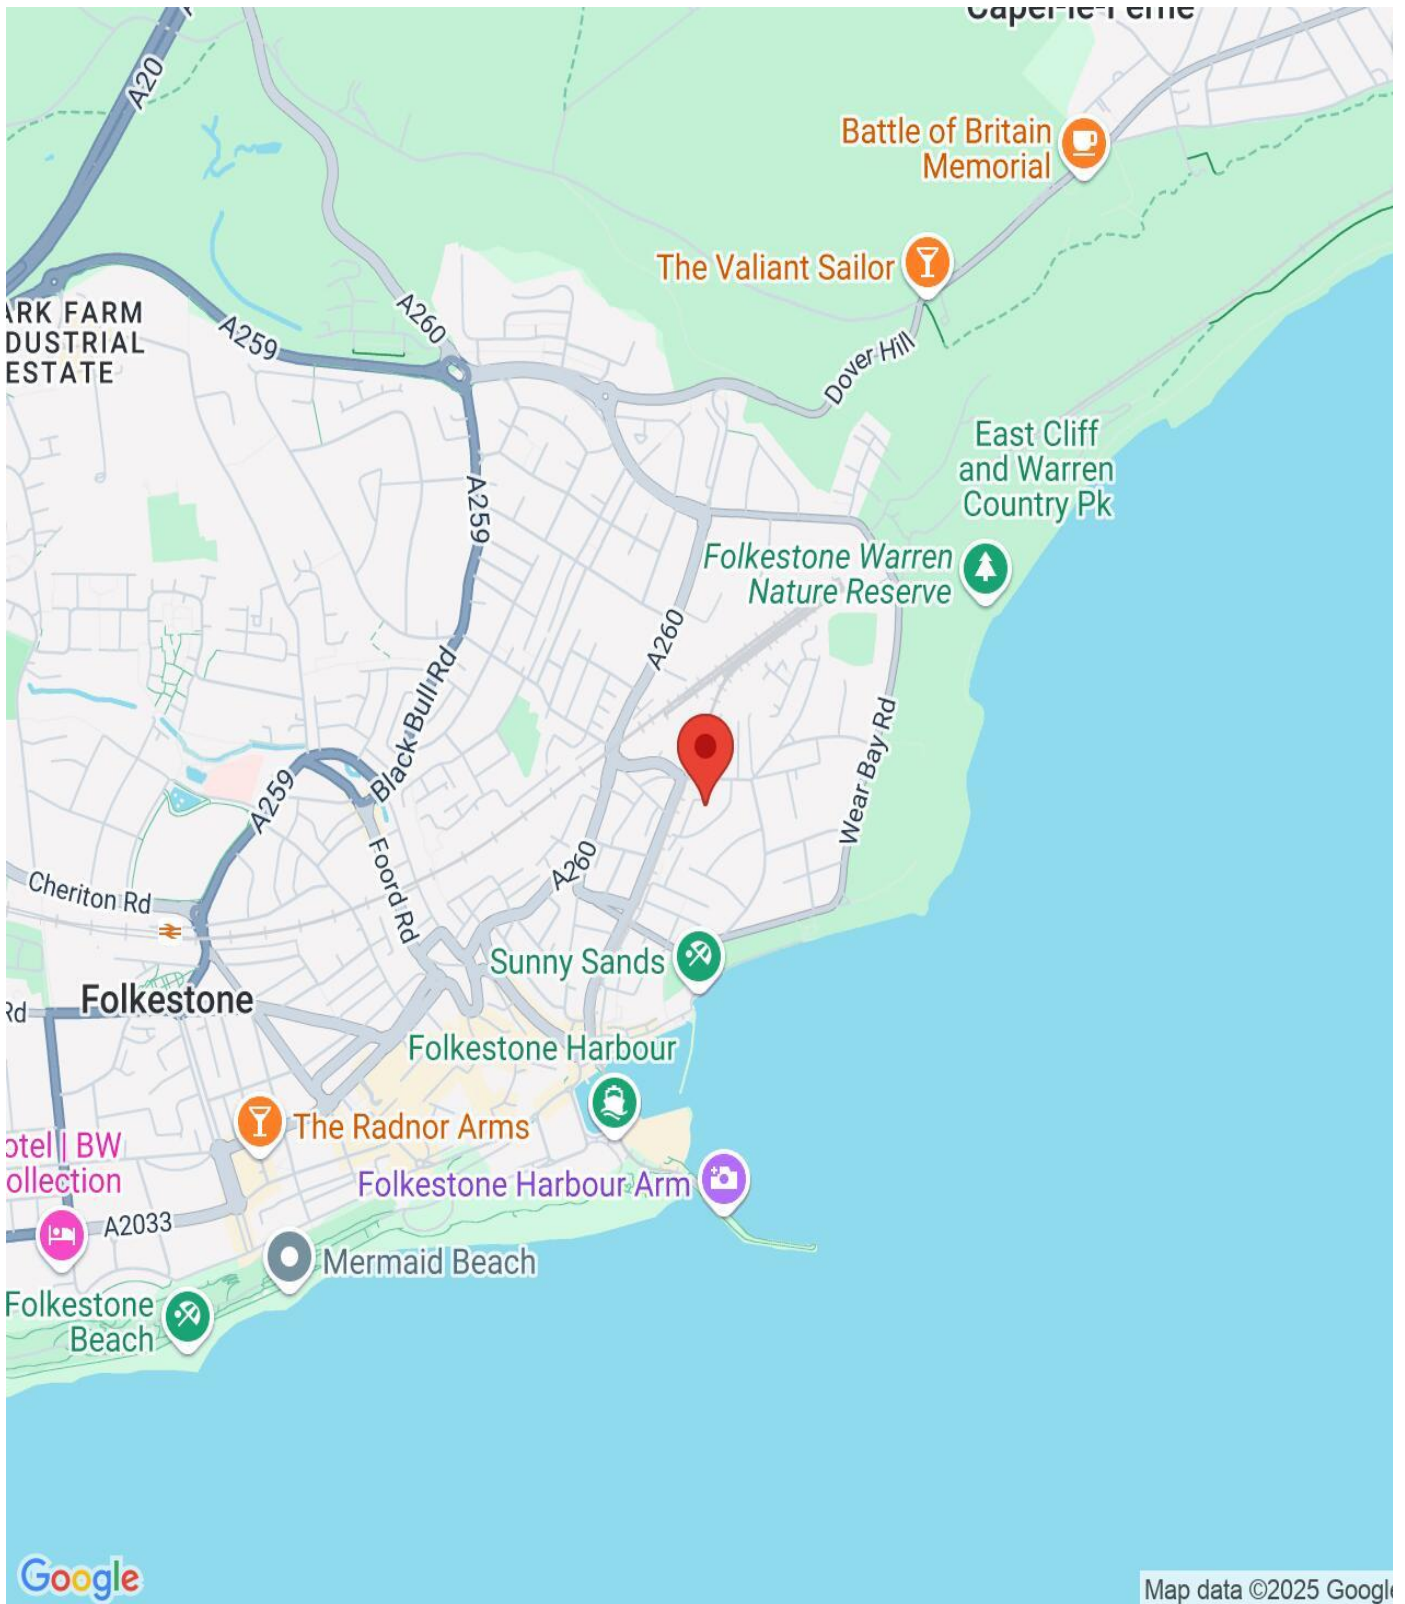 Capel-le-Ferne
A20
Battle of Britain
Memorial
The Valiant Sailor
ARK FARM
DUSTRIAL
ESTATE
A260
A259
Dover Hill
East Cliff
and Warren
Country Pk
A259
Folkestone Warren
Nature Reserve
A260
Black Bull Rd
Wear Bay Rd
A259
Foord Rd
A260
Cheriton Rd
Sunny Sands
Folkestone
Rd
Folkestone Harbour
The Radnor Arms
otel | BW
ollection
Folkestone Harbour Arm
A2033
Mermaid Beach
Folkestone
Beach
Google
Map data ©2025 Google